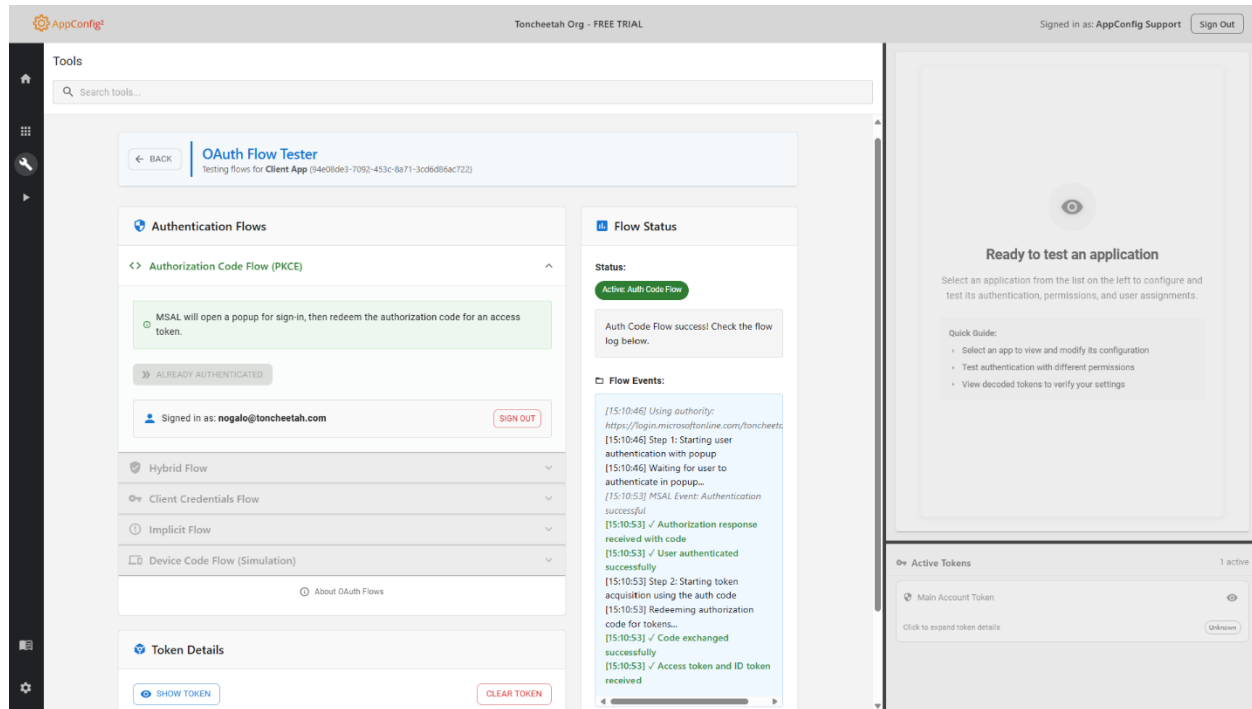 AppConfig²
Toncheetah Org - FREE TRIAL
Signed in as: AppConfig Support
Sign Out
Tools
Search tools...
BACK
OAuth Flow Tester
Testing flows for Client App (94e08de3-7092-453c-8a71-3cd6d86ac722)
Authentication Flows
Authorization Code Flow (PKCE)
MSAL will open a popup for sign-in, then redeem the authorization code for an access
token.
ALREADY AUTHENTICATED
Signed in as: nogalo@toncheetah.com
SIGN OUT
Hybrid Flow
Client Credentials Flow
Implicit Flow
Device Code Flow (Simulation)
About OAuth Flows
Token Details
SHOW TOKEN
CLEAR TOKEN
Flow Status
Status:
Active: Auth Code Flow
Auth Code Flow success! Check the flow
log below.
Flow Events:
[15:10:46] Using authority:
https://login.microsoftonline.com/toncheeta
[15:10:46] Step 1: Starting user
authentication with popup
[15:10:46] Waiting for user to
authenticate in popup...
[15:10:53] MSAL Event: Authentication
successful
[15:10:53] ✓ Authorization response
received with code
[15:10:53] ✓ User authenticated
successfully
[15:10:53] Step 2: Starting token
acquisition using the auth code
[15:10:53] Redeeming authorization
code for tokens...
[15:10:53] ✓ Code exchanged
successfully
[15:10:53] ✓ Access token and ID token
received
Ready to test an application
Select an application from the list on the left to configure and
test its authentication, permissions, and user assignments.
Quick Guide:
Select an app to view and modify its configuration
Test authentication with different permissions
View decoded tokens to verify your settings
Active Tokens
1 active
Main Account Token
Click to expand token details
Unknown